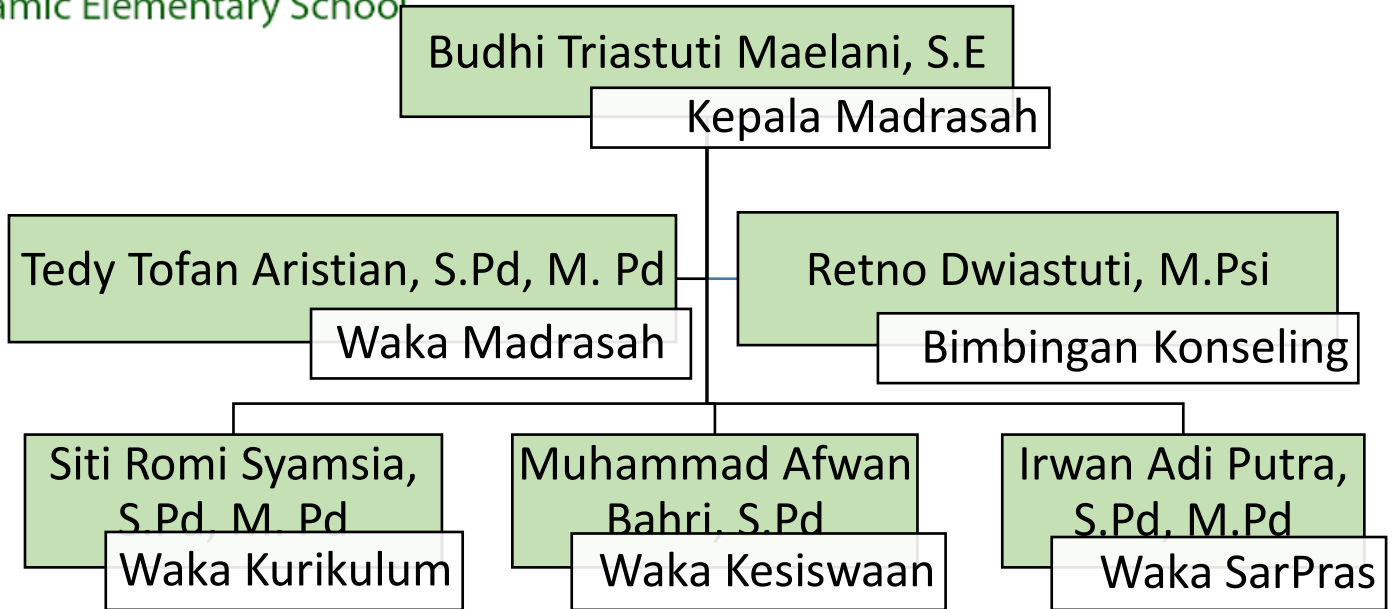 Elementary School
Budhi Triastuti Maelani, S.E
Kepala Madrasah
Tedy Tofan Aristian, S.Pd, M. Pd
Waka Madrasah
Retno Dwiastuti, M.Psi
Bimbingan Konseling
Siti Romi Syamsia,
S.Pd, M. Pd
Waka Kurikulum
Muhammad Afwan
Bahri, S.Pd
Waka Kesiswaan
Irwan Adi Putra,
S.Pd, M.Pd
Waka SarPras